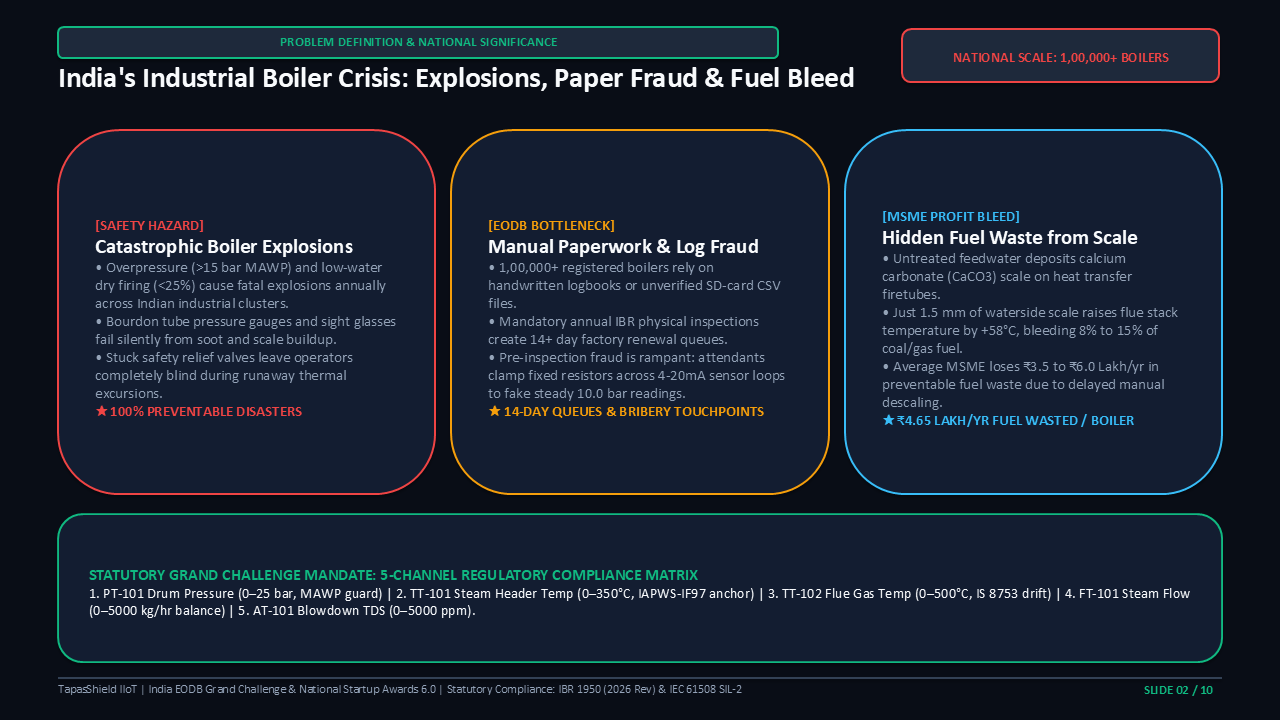 PROBLEM DEFINITION & NATIONAL SIGNIFICANCE
India's Industrial Boiler Crisis: Explosions, Paper Fraud & Fuel Bleed
NATIONAL SCALE: 1,00,000+ BOILERS
[SAFETY HAZARD]
Catastrophic Boiler Explosions
• Overpressure (>15 bar MAWP) and low-water
dry firing (<25%) cause fatal explosions annually
across Indian industrial clusters.
• Bourdon tube pressure gauges and sight glasses
fail silently from soot and scale buildup.
• Stuck safety relief valves leave operators
completely blind during runaway thermal
excursions.
★ 100% PREVENTABLE DISASTERS
[EODB BOTTLENECK]
Manual Paperwork & Log Fraud
• 1,00,000+ registered boilers rely on
handwritten logbooks or unverified SD-card CSV
files.
• Mandatory annual IBR physical inspections
create 14+ day factory renewal queues.
• Pre-inspection fraud is rampant: attendants
clamp fixed resistors across 4-20mA sensor loops
to fake steady 10.0 bar readings.
★ 14-DAY QUEUES & BRIBERY TOUCHPOINTS
[MSME PROFIT BLEED]
Hidden Fuel Waste from Scale
• Untreated feedwater deposits calcium
carbonate (CaCO3) scale on heat transfer
firetubes.
• Just 1.5 mm of waterside scale raises flue stack
temperature by +58°C, bleeding 8% to 15% of
coal/gas fuel.
• Average MSME loses ₹3.5 to ₹6.0 Lakh/yr in
preventable fuel waste due to delayed manual
descaling.
★ ₹4.65 LAKH/YR FUEL WASTED / BOILER
STATUTORY GRAND CHALLENGE MANDATE: 5-CHANNEL REGULATORY COMPLIANCE MATRIX
1. PT-101 Drum Pressure (0–25 bar, MAWP guard) | 2. TT-101 Steam Header Temp (0–350°C, IAPWS-IF97 anchor) | 3. TT-102 Flue Gas Temp (0–500°C, IS 8753 drift) | 4. FT-101 Steam Flow
(0–5000 kg/hr balance) | 5. AT-101 Blowdown TDS (0–5000 ppm).
TapasShield IIoT | India EODB Grand Challenge & National Startup Awards 6.0 | Statutory Compliance: IBR 1950 (2026 Rev) & IEC 61508 SIL-2
SLIDE 02 / 10